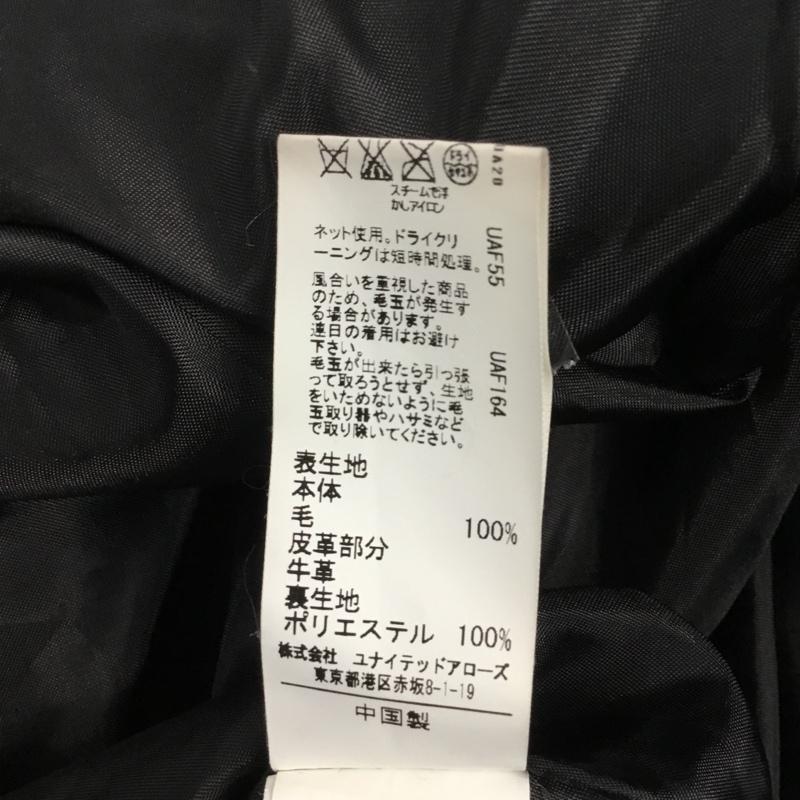 ドライ
セキユ系
スチームで浮
かしアイロン
ネット使用。ドライクリ
ーニングは短時間処理。
風合いを重視した商品
のため、毛玉が発生す
る場合があります。
連日の着用はお避け
下さい。
毛玉が出来たら引っ張
って取ろうとせず、生地
をいためないように毛
玉取り器やハサミなど
で取り除いてください。
UAF55
UAF164
表生地
本体
毛 100%
皮革部分
牛革
裏生地
ポリエステル 100%
株式会社 ユナイテッドアローズ
東京都港区赤坂8-1-19
中国製